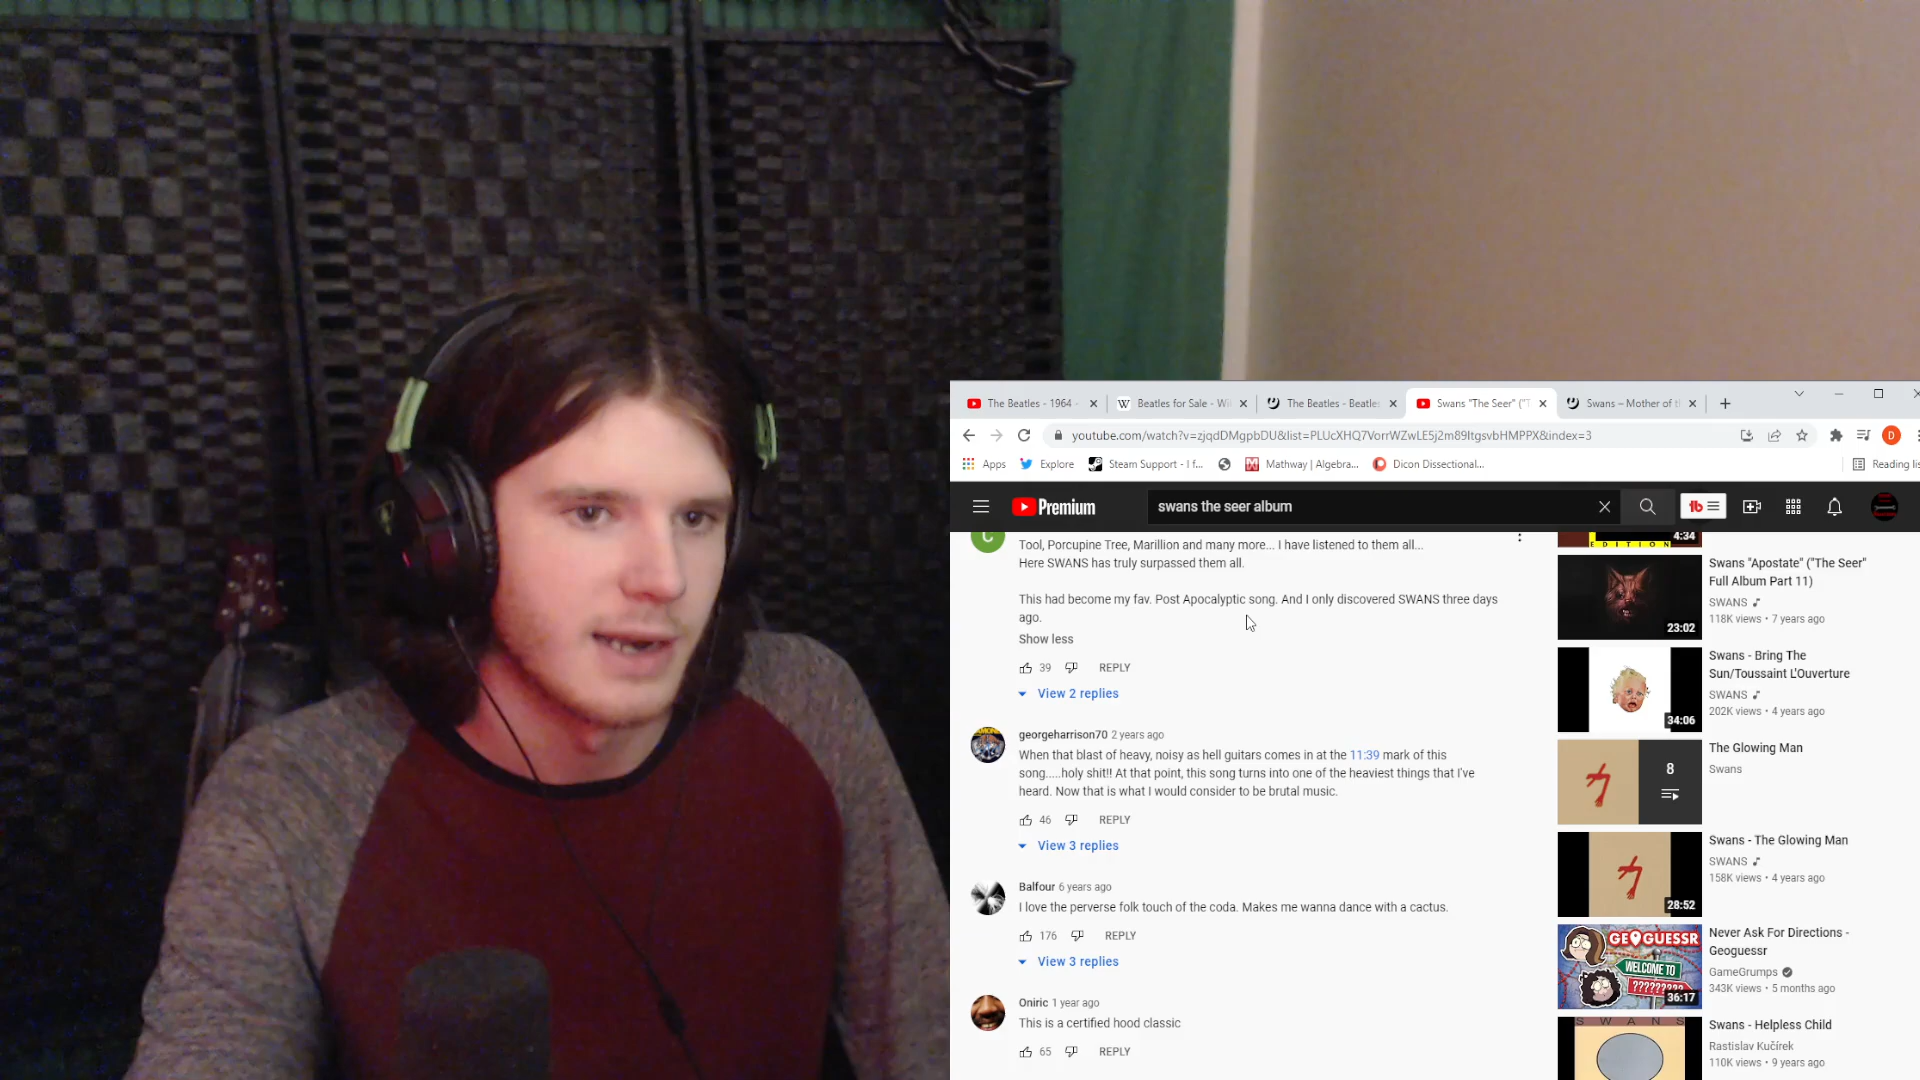 The Beatles - 1964 -
Beatles for Sale - Wi
The Beatles - Beatle
Swans "The Seer" ("T
Swans – Mother of t
youtube.com/watch?v=zjqdDMgpbDU&list=PLUcXHQ7VorrWZwLE5j2m89ltgsvbHMPPX&index=3
D
Apps
Explore
Steam Support - I f...
Mathway | Algebra...
Dicon Dissectional...
Reading lis
Premium
swans the seer album
tb
C
Tool, Porcupine Tree, Marillion and many more... I have listened to them all...
Here SWANS has truly surpassed them all.
This had become my fav. Post Apocalyptic song. And I only discovered SWANS three days
ago.
Show less
39
REPLY
View 2 replies
georgeharrison70 2 years ago
When that blast of heavy, noisy as hell guitars comes in at the 11:39 mark of this
song.....holy shit!! At that point, this song turns into one of the heaviest things that I've
heard. Now that is what I would consider to be brutal music.
46
REPLY
View 3 replies
Balfour 6 years ago
I love the perverse folk touch of the coda. Makes me wanna dance with a cactus.
176
REPLY
View 3 replies
Oniric 1 year ago
This is a certified hood classic
65
REPLY
EDITION
4:34
Swans "Apostate" ("The Seer"
Full Album Part 11)
SWANS
118K views • 7 years ago
23:02
Swans - Bring The
Sun/Toussaint L'Ouverture
SWANS
202K views • 4 years ago
34:06
The Glowing Man
Swans
8
Swans - The Glowing Man
SWANS
158K views • 4 years ago
28:52
Never Ask For Directions -
Geoguessr
GameGrumps
343K views • 5 months ago
GEOGUESSR
WELCOME TO
?????????
36:17
Swans - Helpless Child
Rastislav Kučírek
110K views • 9 years ago
SWANS